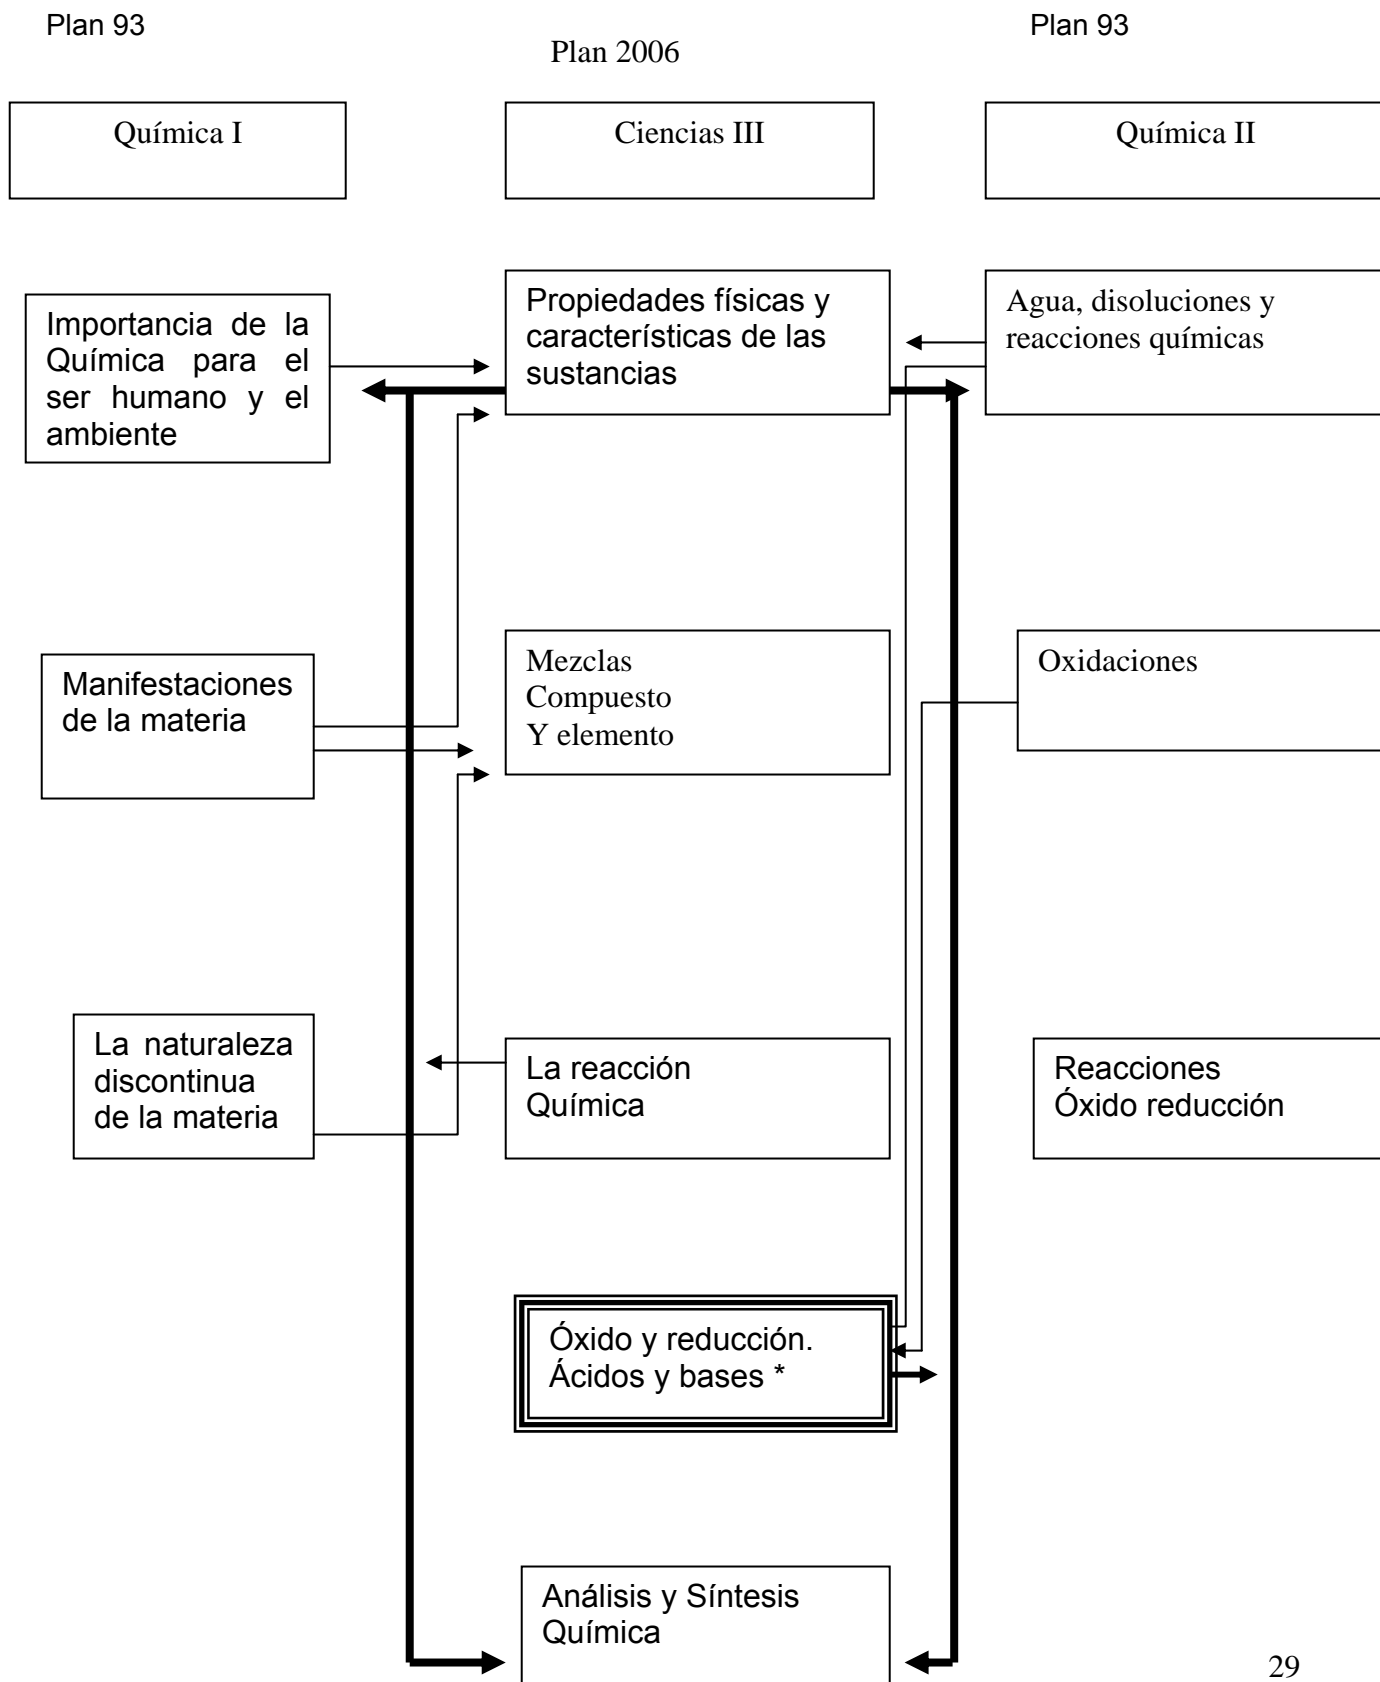 Plan 93
Plan 2006
Plan 93
Química I
Ciencias III
Química II
Importancia de la
Química para el
ser humano y el
ambiente
Propiedades físicas y
características de las
sustancias
Agua, disoluciones y
reacciones químicas
Manifestaciones
de la materia
Mezclas
Compuesto
Y elemento
Oxidaciones
La naturaleza
discontinua
de la materia
La reacción
Química
Reacciones
Óxido reducción
Óxido y reducción.
Ácidos y bases *
Análisis y Síntesis
Química
29